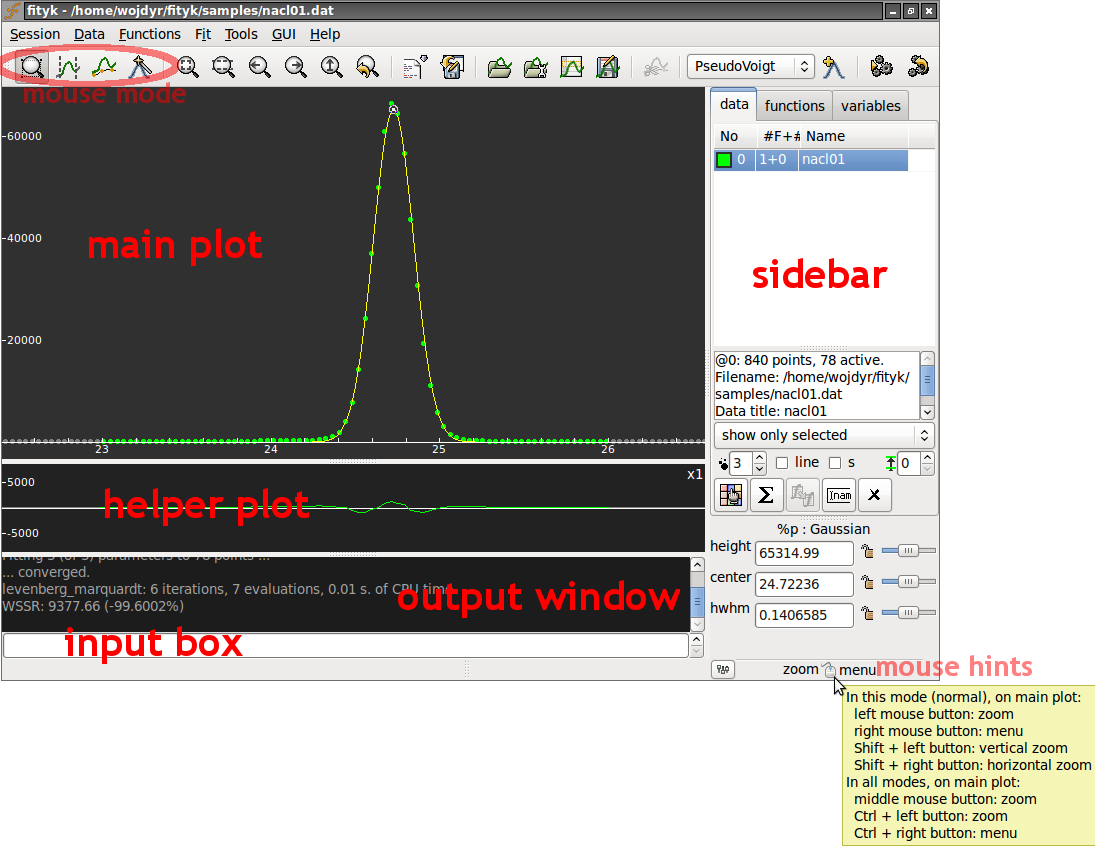 fityk - /home/wojdyr/fityk/samples/nacl01.dat
Session Data Functions Fit Tools GUI Help
PseudoVoigt
mouse mode
data functions variables
No #F+# Name
0 1+0 nacl01
60000
40000
20000
main plot
sidebar
23 24 25 26
@0: 840 points, 78 active.
Filename: /home/wojdyr/fityk/
samples/nacl01.dat
Data title: nacl01
show only selected
3 line s 0
x1
5000
-5000
helper plot
Σ Inam x
%p : Gaussian
height 65314.99
center 24.72236
hwhm 0.1406585
... converged.
levenberg_marquardt: 6 iterations, 7 evaluations, 0.01 s. of CPU time.
WSSR: 9377.66 (-99.6002%)
output window
input box
zoom menu
mouse hints
In this mode (normal), on main plot:
left mouse button: zoom
right mouse button: menu
Shift + left button: vertical zoom
Shift + right button: horizontal zoom
In all modes, on main plot:
middle mouse button: zoom
Ctrl + left button: zoom
Ctrl + right button: menu